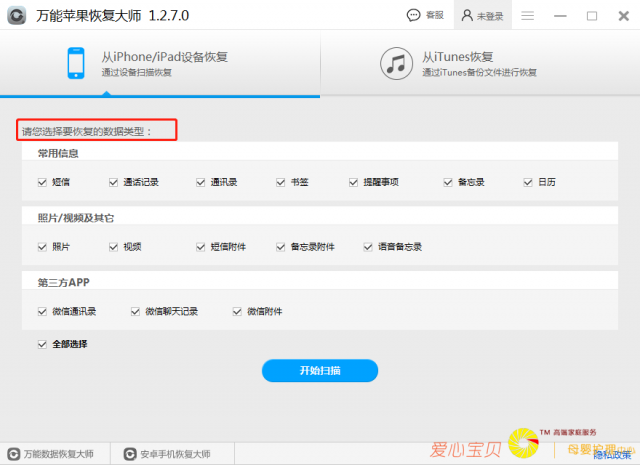 万能苹果恢复大师 1.2.7.0
客服
未登录
从iPhone/iPad设备恢复
通过设备扫描恢复
从iTunes恢复
通过iTunes备份文件进行恢复
请您选择要恢复的数据类型：
常用信息
短信 通话记录 通讯录 书签 提醒事项 备忘录 日历
照片/视频及其它
照片 视频 短信附件 备忘录附件 语音备忘录
第三方APP
微信通讯录 微信聊天记录 微信附件
全部选择
开始扫描
万能数据恢复大师
安卓手机恢复大师
爱心宝贝
TM 高端家庭服务
母婴护理中心
隐私政策